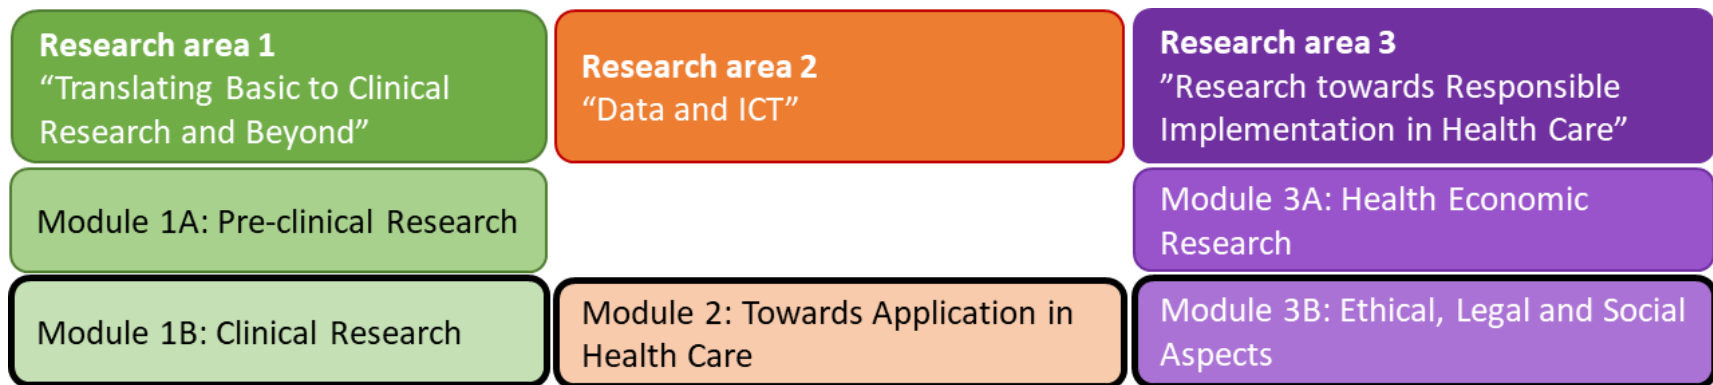 Research area 1
“Translating Basic to Clinical
Research and Beyond”
Module 1A: Pre-clinical Research
Module 1B: Clinical Research
Research area 2
“Data and ICT”
Module 2: Towards Application in
Health Care
Research area 3
”Research towards Responsible
Implementation in Health Care”
Module 3A: Health Economic
Research
Module 3B: Ethical, Legal and Social
Aspects